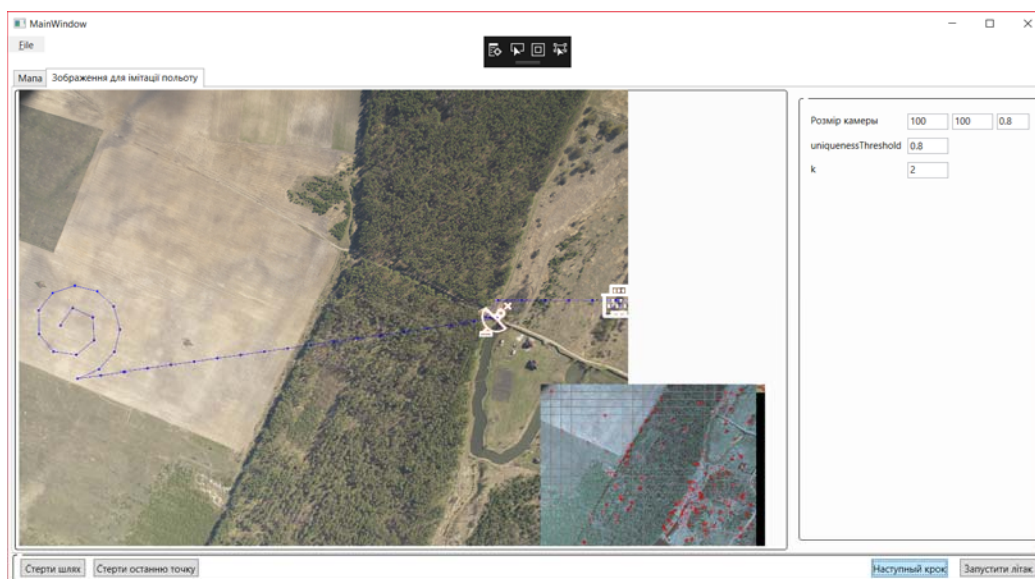 MainWindow
File
Мапа Зображення для імітації польоту
Розмір камеры 100 100 0.8
uniquenessThreshold 0.8
k 2
Стерти шлях Стерти останню точку Наступный крок Запустити літак